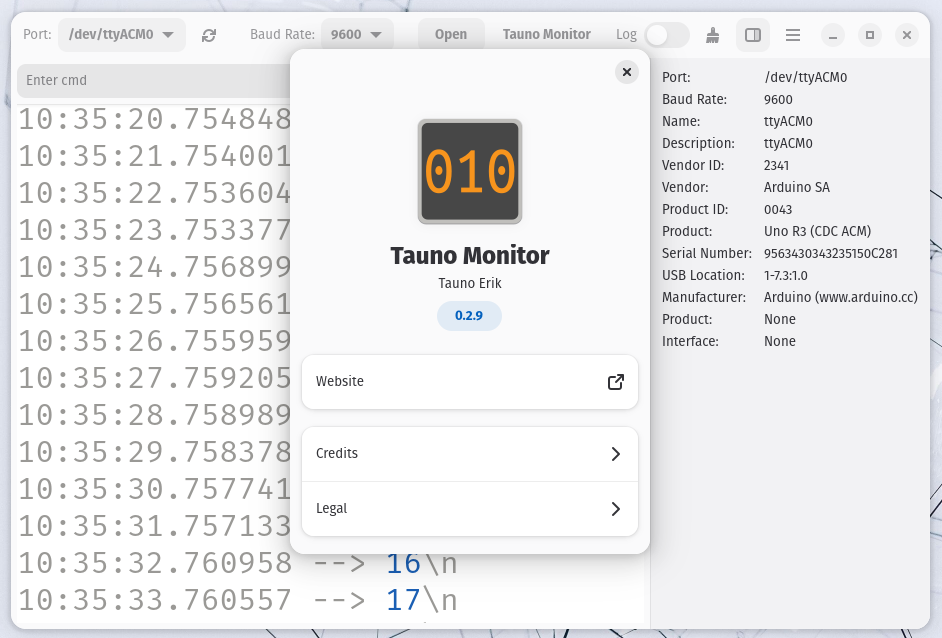 Port: /dev/ttyACM0 Baud Rate: 9600 Open Tauno Monitor Log
Enter cmd
10:35:20.754848
10:35:21.754001
10:35:22.753604
10:35:23.753377
10:35:24.756899
10:35:25.756561
10:35:26.755959
10:35:27.759205
10:35:28.758989
10:35:29.758378
10:35:30.757741
10:35:31.757133
10:35:32.760958 --> 16\n
10:35:33.760557 --> 17\n
010
Tauno Monitor
Tauno Erik
0.2.9
Website
Credits
Legal
Port: /dev/ttyACM0
Baud Rate: 9600
Name: ttyACM0
Description: ttyACM0
Vendor ID: 2341
Vendor: Arduino SA
Product ID: 0043
Product: Uno R3 (CDC ACM)
Serial Number: 9563430343235150C281
USB Location: 1-7.3:1.0
Manufacturer: Arduino (www.arduino.cc)
Product: None
Interface: None